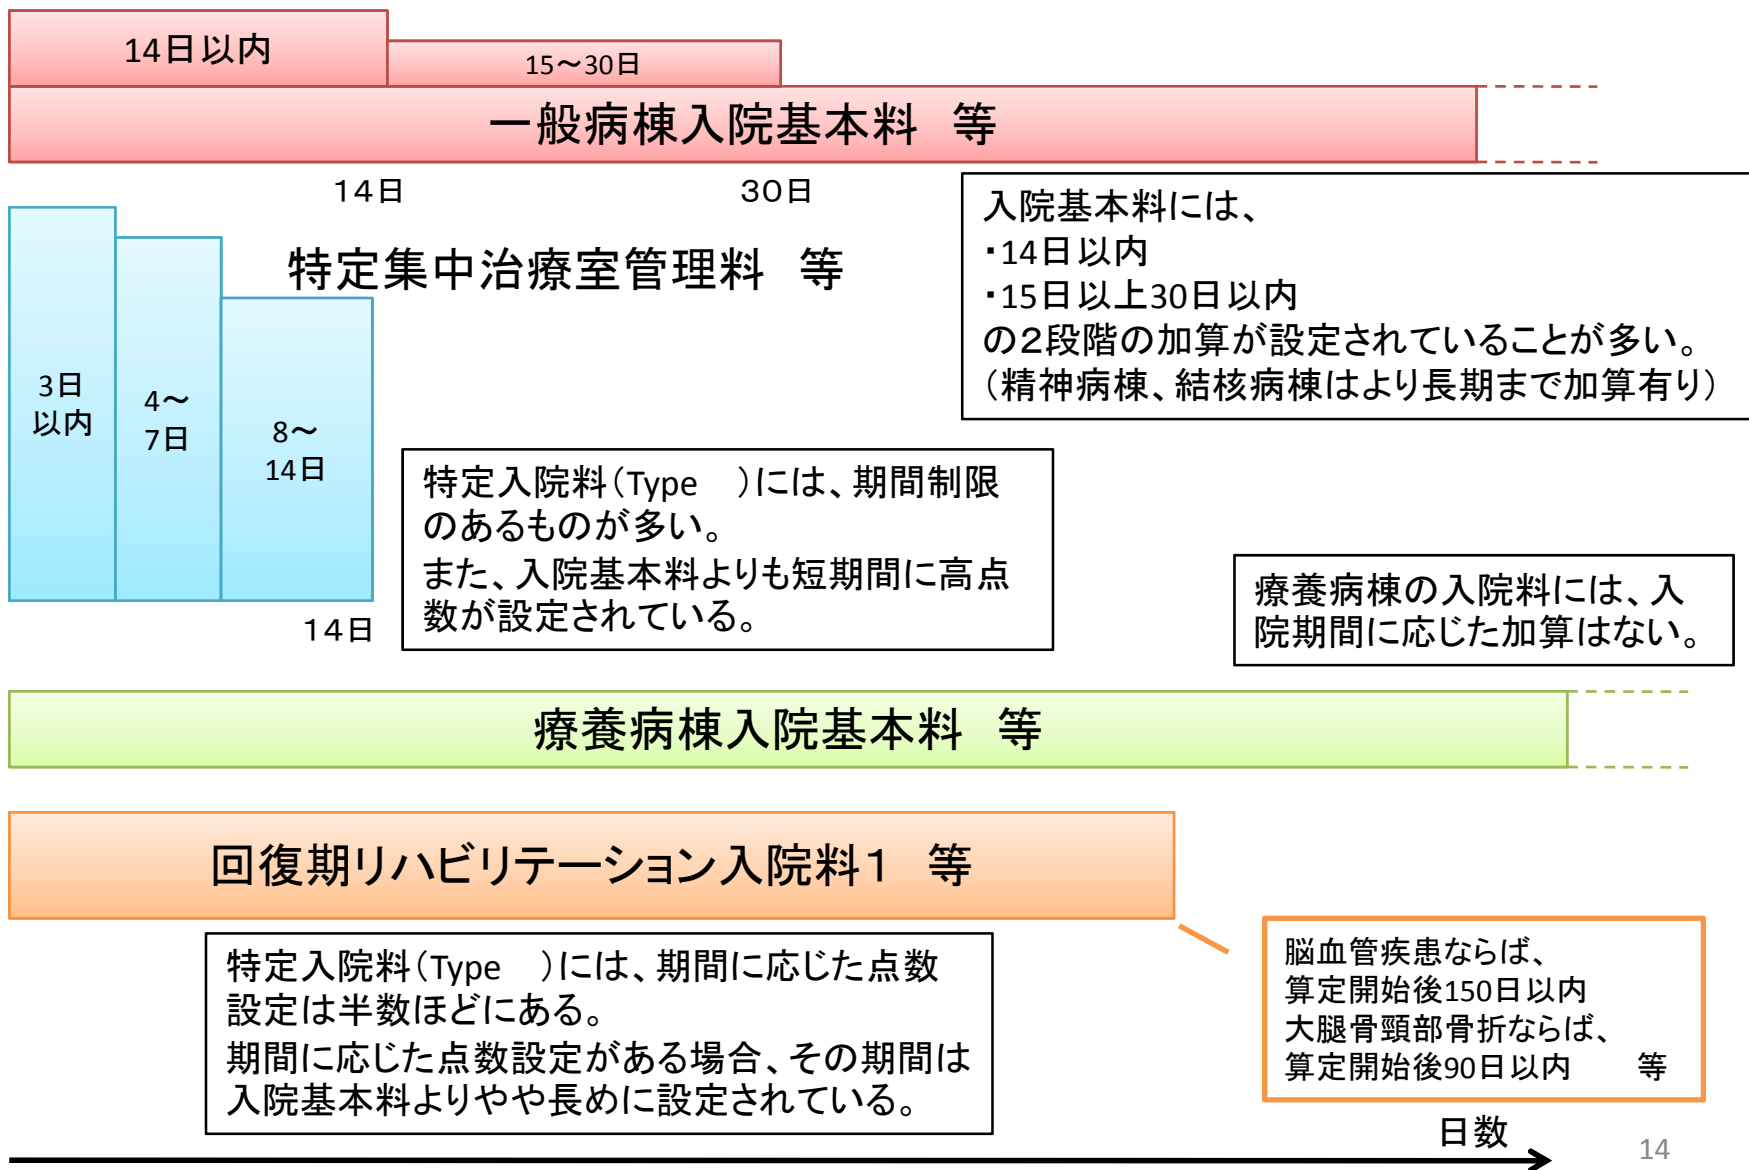 14日以内
15～30日
一般病棟入院基本料　等
１４日
３０日
入院基本料には、
・14日以内
・15日以上30日以内
の２段階の加算が設定されていることが多い。
（精神病棟、結核病棟はより長期まで加算有り）
特定集中治療室管理料　等
3日
以内
4～
7日
8～
14日
１４日
特定入院料（Type　）には、期間制限
のあるものが多い。
また、入院基本料よりも短期間に高点
数が設定されている。
療養病棟の入院料には、入
院期間に応じた加算はない。
療養病棟入院基本料　等
回復期リハビリテーション入院料１　等
特定入院料（Type　）には、期間に応じた点数
設定は半数ほどにある。
期間に応じた点数設定がある場合、その期間は
入院基本料よりやや長めに設定されている。
脳血管疾患ならば、
算定開始後150日以内
大腿骨頸部骨折ならば、
算定開始後90日以内　　等
日数
14